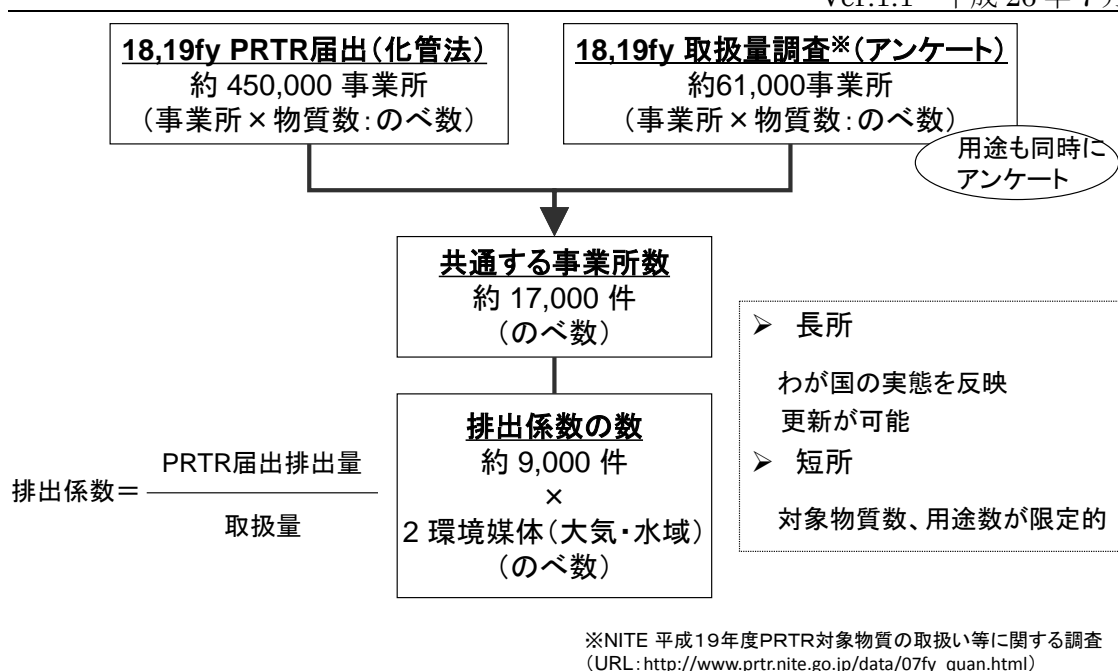 18,19fy PRTR届出(化管法)
約 450,000 事業所
(事業所×物質数:のべ数)
18,19fy 取扱量調査※(アンケート)
約61,000事業所
(事業所×物質数:のべ数)
用途も同時に
アンケート
共通する事業所数
約 17,000 件
(のべ数)
排出係数の数
約 9,000 件
×
2 環境媒体(大気・水域)
(のべ数)
排出係数=
PRTR届出排出量
取扱量
➢ 長所
わが国の実態を反映
更新が可能
➢ 短所
対象物質数、用途数が限定的
※NITE 平成19年度PRTR対象物質の取扱い等に関する調査
(URL:http://www.prtr.nite.go.jp/data/07fy_quan.html)